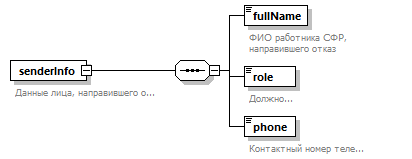 fullName
ФИО работника СФР,
направившего отказ
senderInfo
Данные лица, направившего о...
role
Должно...
phone
Контактный номер теле...